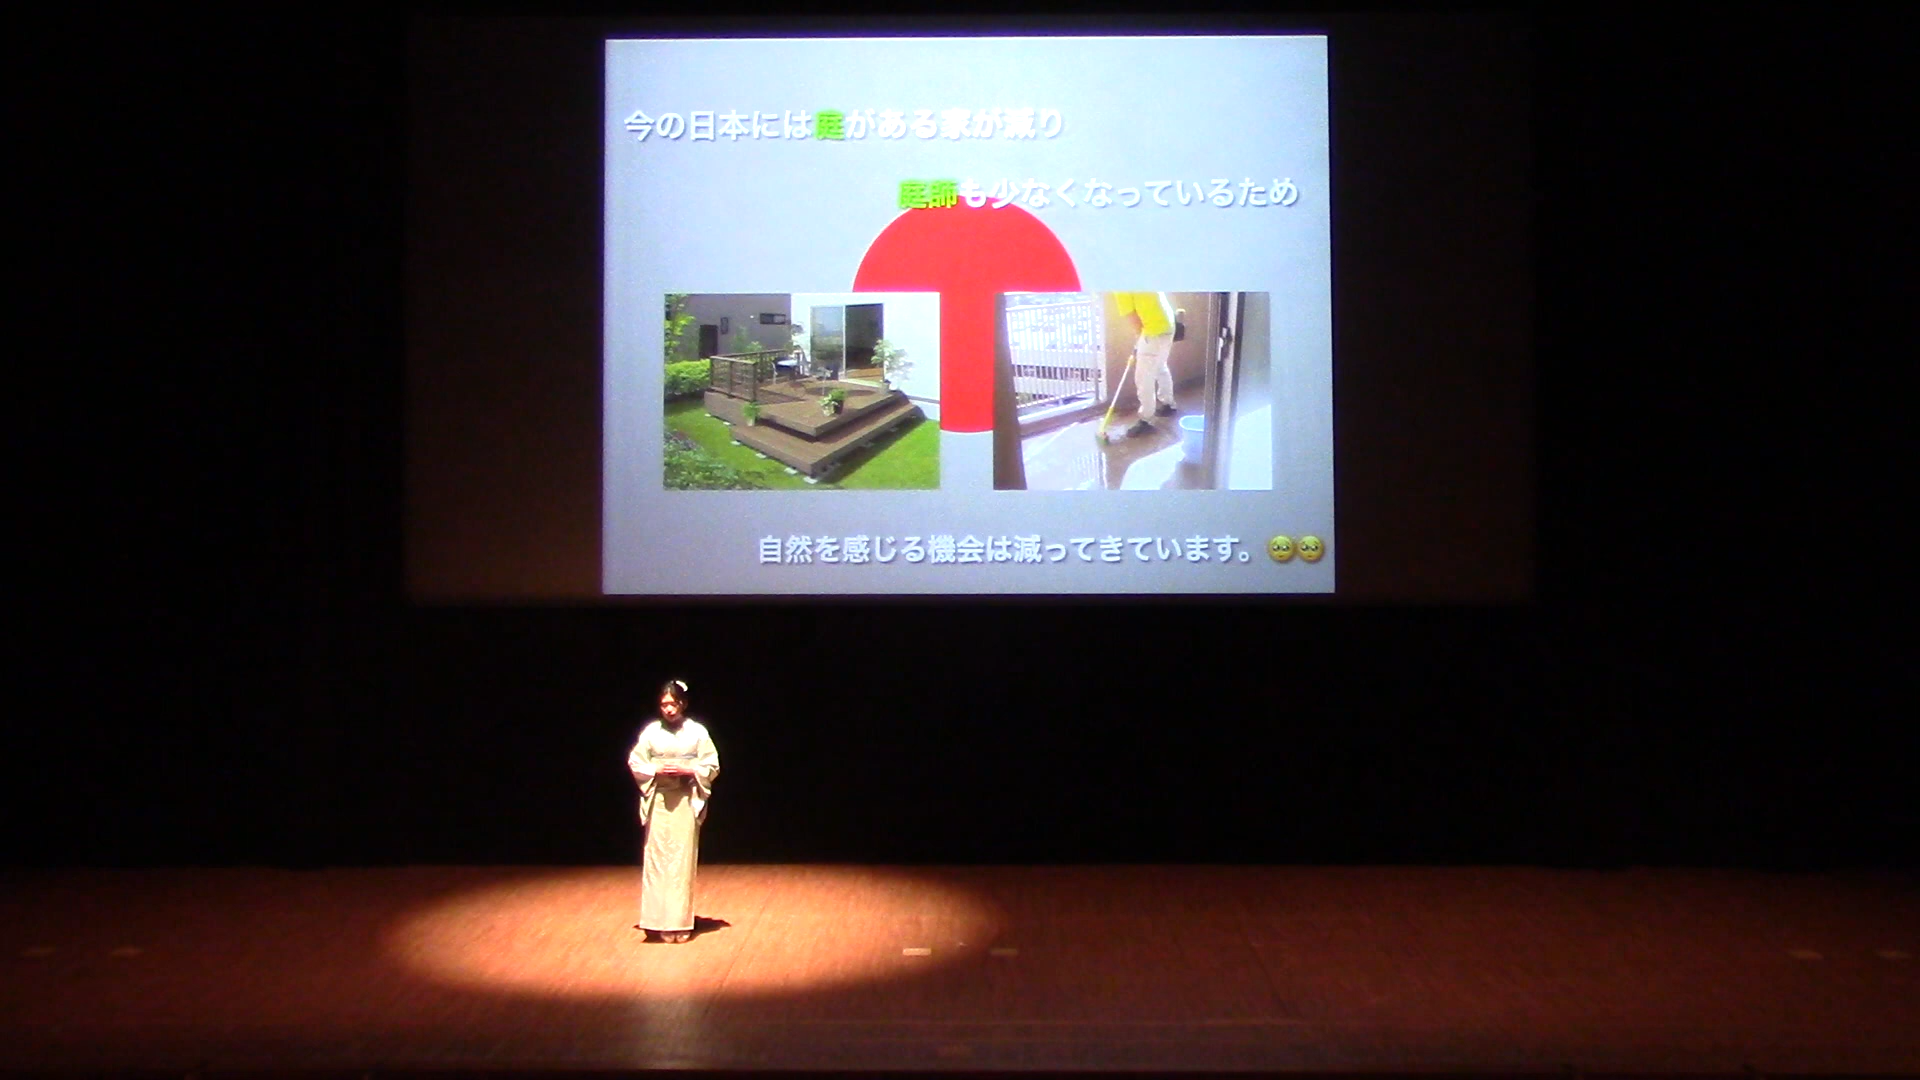 今の日本には庭がある家が減り
庭師も少なくなっているため
自然を感じる機会は減ってきています。🥺🥺